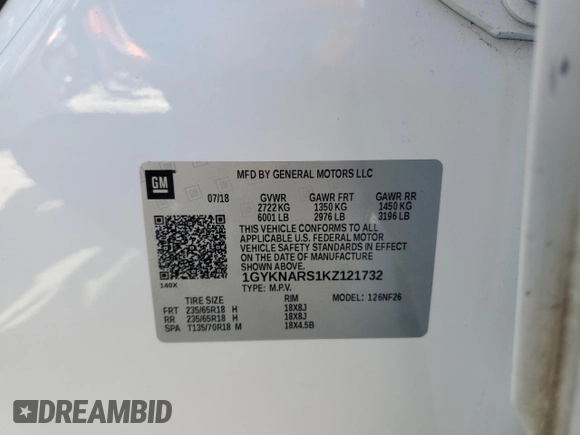 GM
MFD BY GENERAL MOTORS LLC
07/18 GVWR GAWR FRT GAWR RR
2722 KG 1350 KG 1450 KG
6001 LB 2976 LB 3196 LB
THIS VEHICLE CONFORMS TO ALL
APPLICABLE U.S. FEDERAL MOTOR
VEHICLE SAFETY STANDARDS IN EFFECT
ON THE DATE OF MANUFACTURE
SHOWN ABOVE.
1GYKNARS1KZ121732
140X
TYPE: M.P.V. MODEL: 126NF26
TIRE SIZE RIM
FRT 235/65R18 H 18X8J
RR 235/65R18 H 18X8J
SPA T135/70R18 M 18X4.5B
DREAMBID